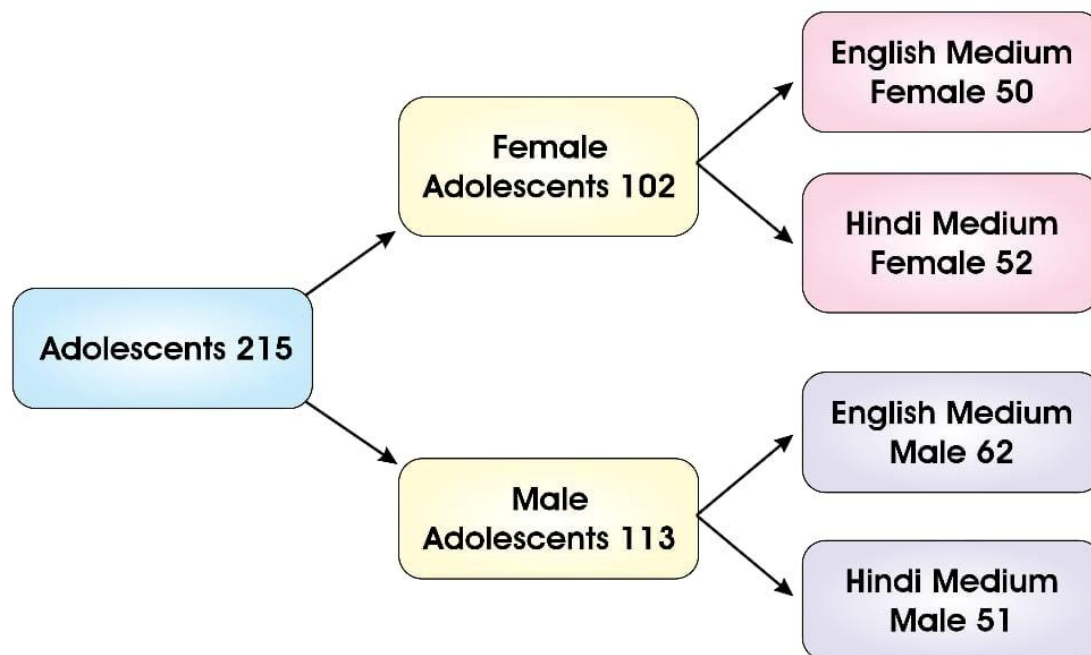 Adolescents 215
Female
Adolescents 102
Male
Adolescents 113
English Medium
Female 50
Hindi Medium
Female 52
English Medium
Male 62
Hindi Medium
Male 51